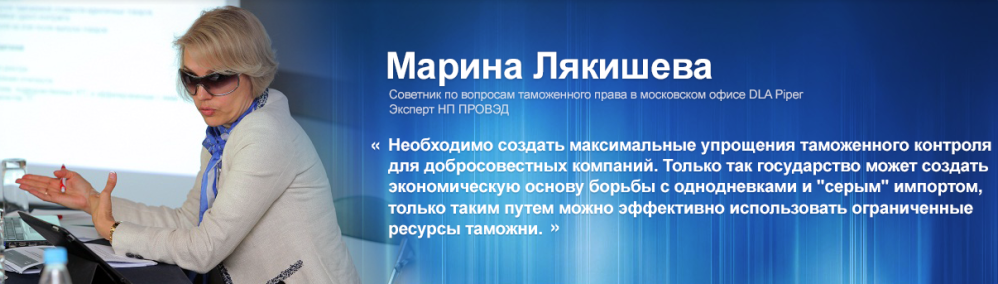 Марина Лякишева
Советник по вопросам таможенного права в московском офисе DLA Piper
Эксперт НП ПРОВЭД
« Необходимо создать максимальные упрощения таможенного контроля
для добросовестных компаний. Только так государство может создать
экономическую основу борьбы с однодневками и "серым" импортом,
только таким путем можно эффективно использовать ограниченные
ресурсы таможни. »